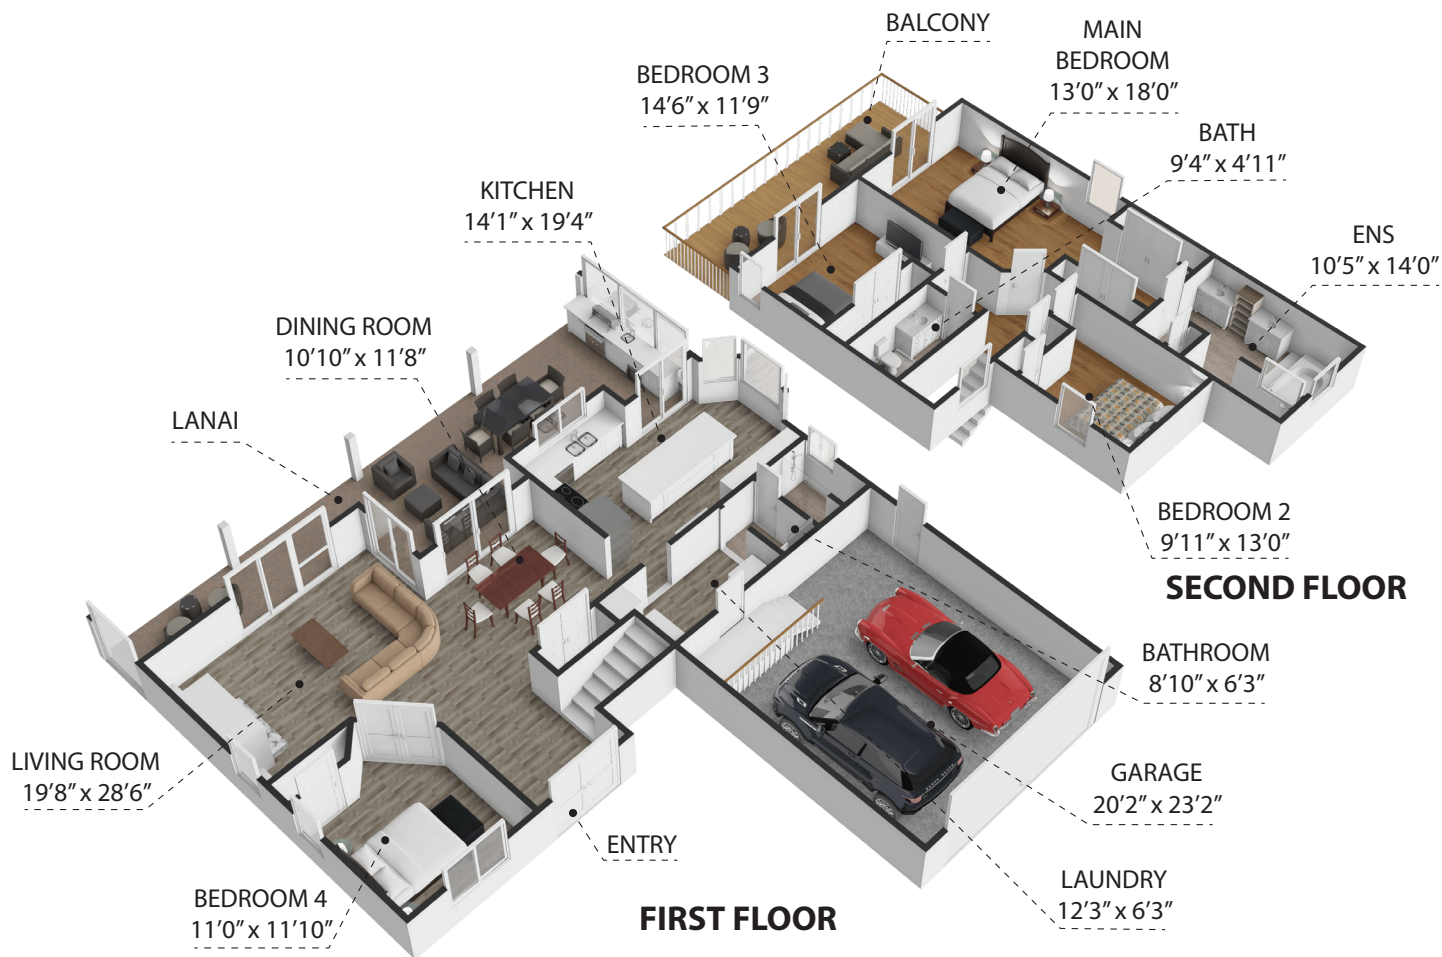 BALCONY
MAIN
BEDROOM
13’0” x 18’0”
BEDROOM 3
14’6” x 11’9”
BATH
9’4” x 4’11”
KITCHEN
14’1” x 19’4”
ENS
10’5” x 14’0”
DINING ROOM
10’10” x 11’8”
LANAI
BEDROOM 2
9’11” x 13’0”
SECOND FLOOR
BATHROOM
8’10” x 6’3”
LIVING ROOM
19’8” x 28’6”
GARAGE
20’2” x 23’2”
ENTRY
LAUNDRY
12’3” x 6’3”
BEDROOM 4
11’0” x 11’10”
FIRST FLOOR